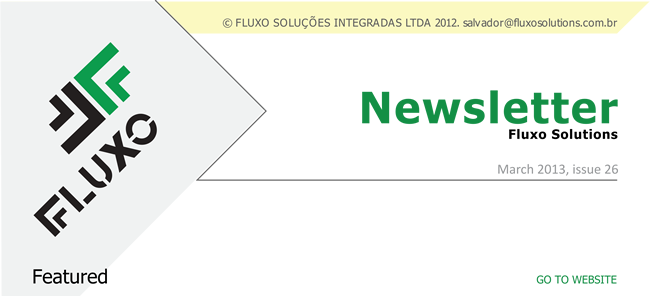 © FLUXO SOLUÇÕES INTEGRADAS LTDA 2012. salvador@fluxosolutions.com.br
FLUXO
Newsletter
Fluxo Solutions
March 2013, issue 26
Featured
GO TO WEBSITE